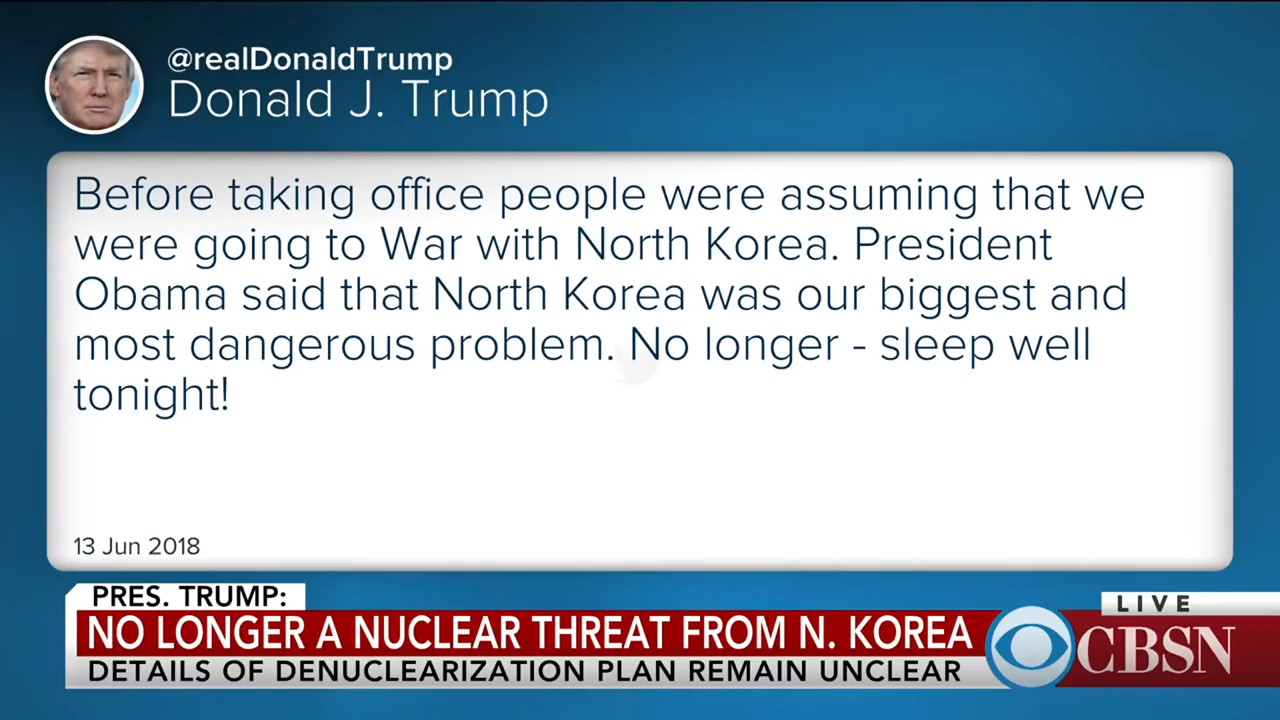 @realDonaldTrump
Donald J. Trump
Before taking office people were assuming that we
were going to War with North Korea. President
Obama said that North Korea was our biggest and
most dangerous problem. No longer - sleep well
tonight!
13 Jun 2018
PRES. TRUMP:
NO LONGER A NUCLEAR THREAT FROM N. KOREA
DETAILS OF DENUCLEARIZATION PLAN REMAIN UNCLEAR
LIVE
CBSN